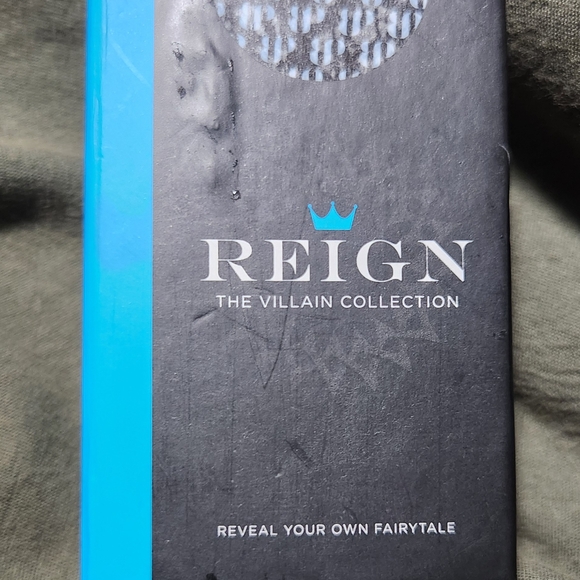 REIGN
THE VILLAIN COLLECTION
REVEAL YOUR OWN FAIRYTALE